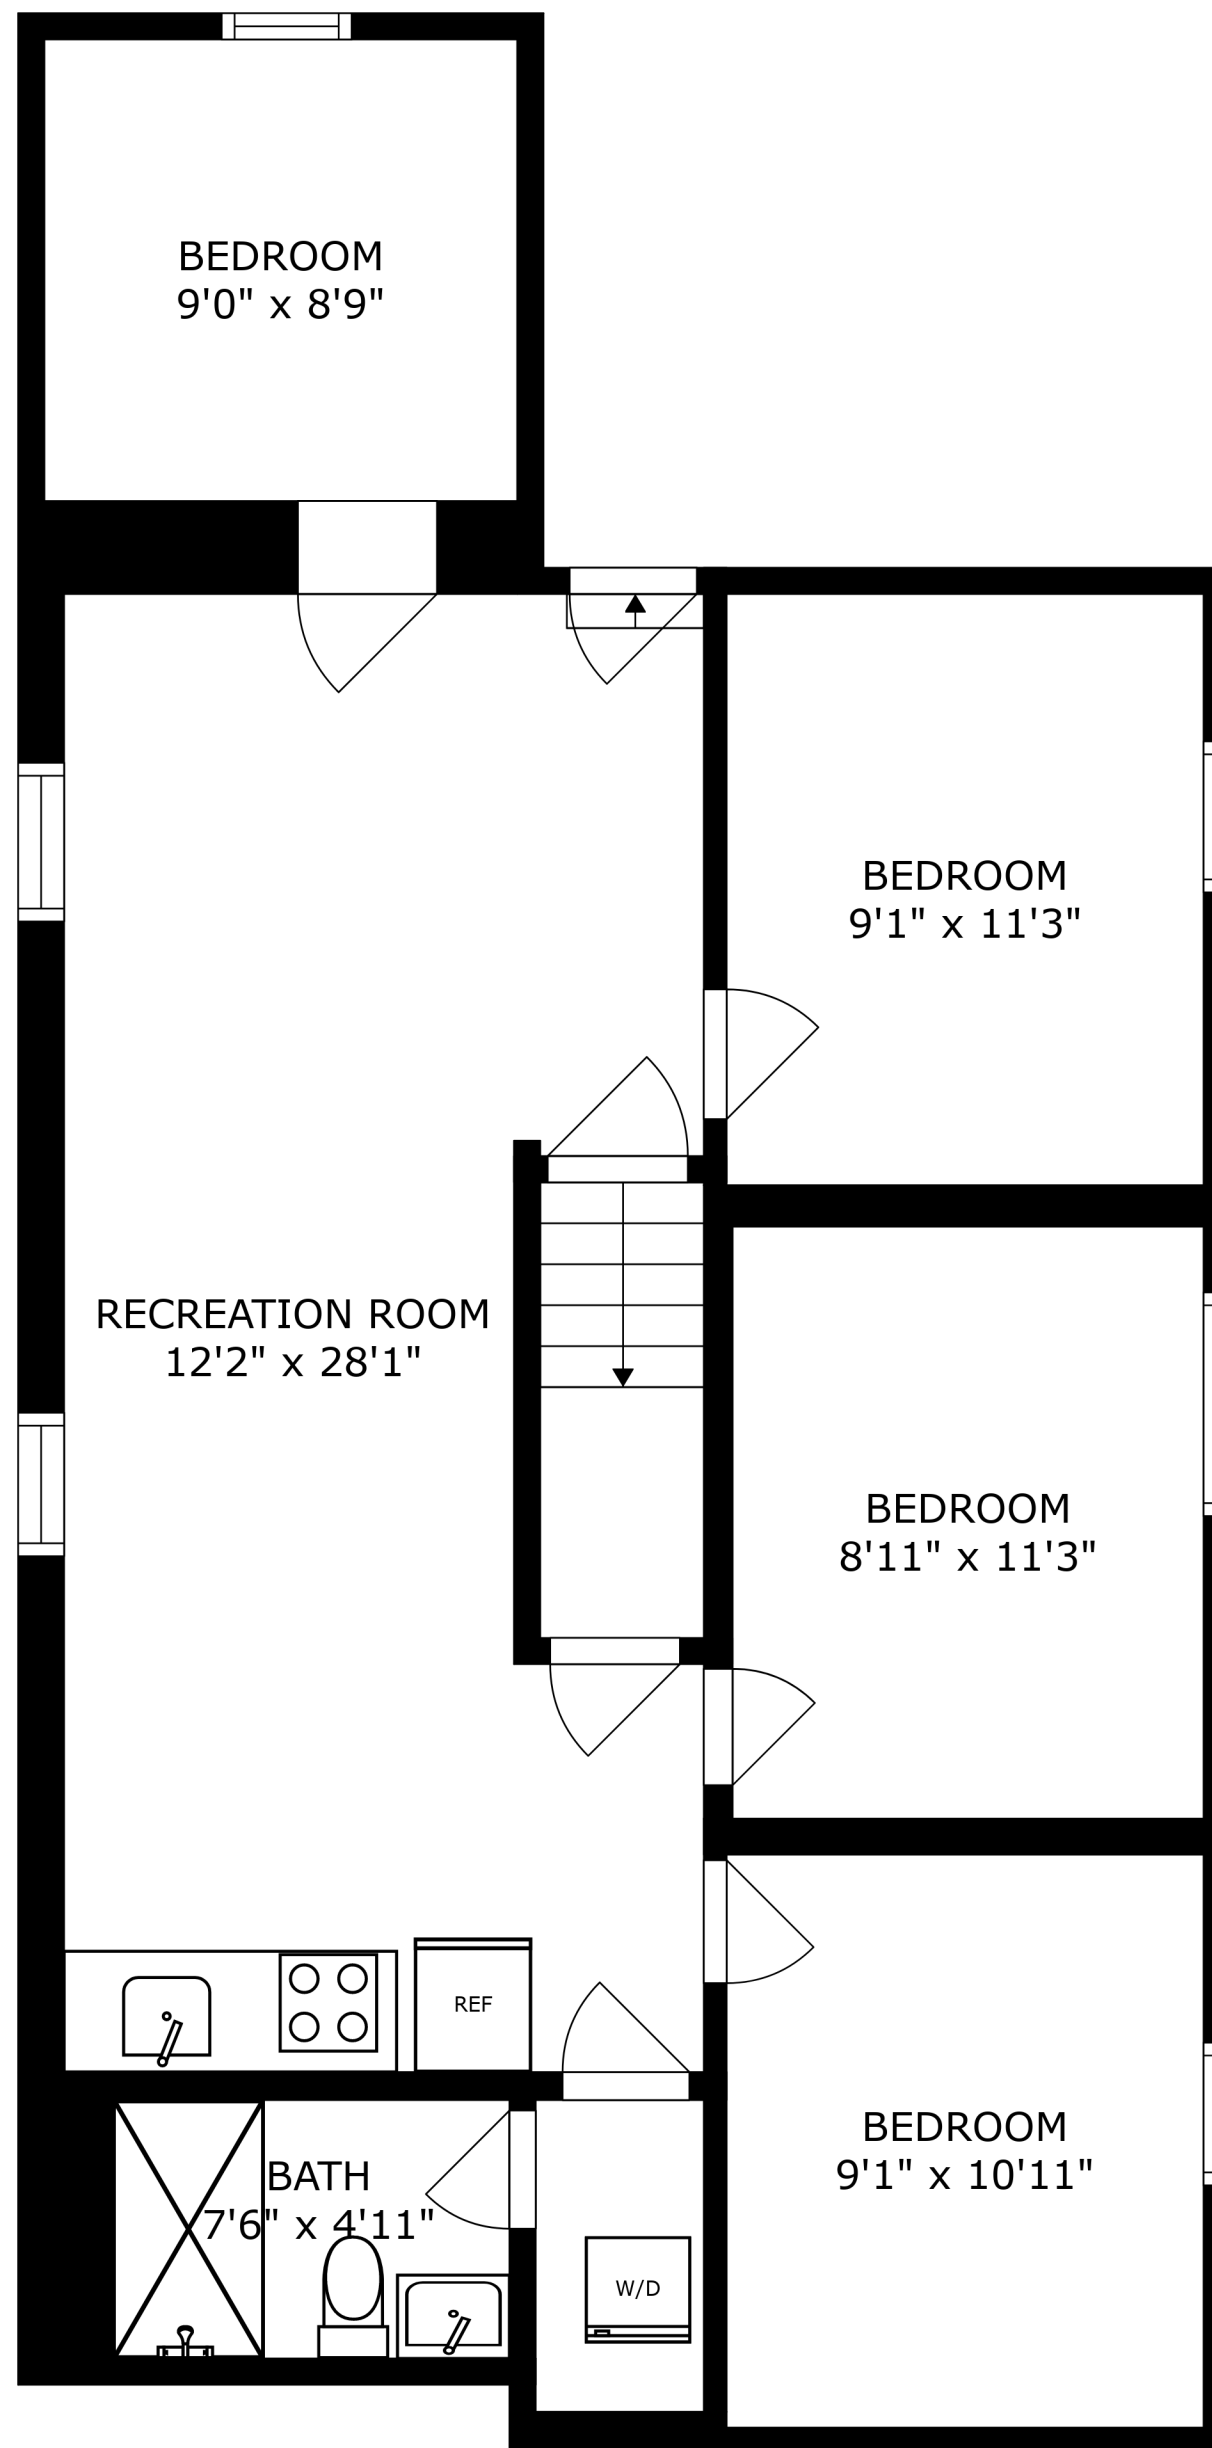 BEDROOM
9'0" x 8'9"
BEDROOM
9'1" x 11'3"
RECREATION ROOM
12'2" x 28'1"
BEDROOM
8'11" x 11'3"
REF
BEDROOM
9'1" x 10'11"
BATH
7'6" x 4'11"
W/D